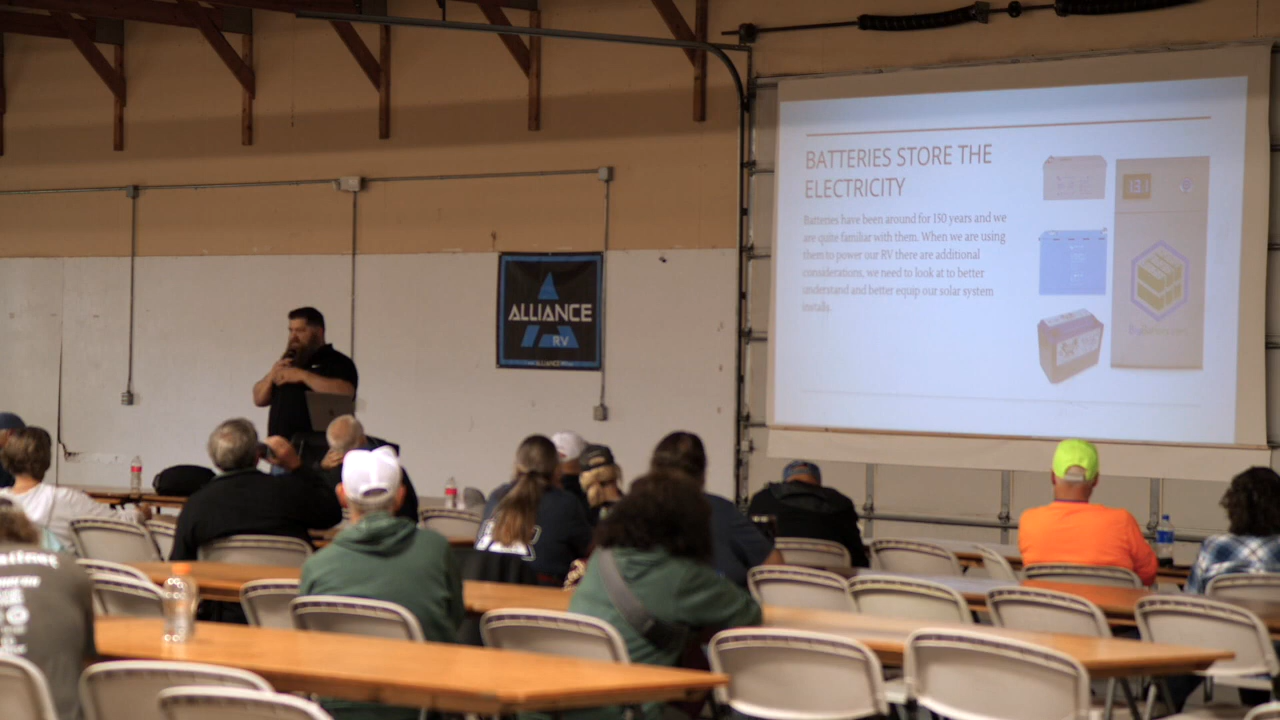 BATTERIES STORE THE
ELECTRICITY
Batteries have been around for 150 years and we
are quite familiar with them. When we are using
them to power our RV there are additional
considerations, we need to look at to better
understand and better equip our solar system
installs.
131
ALLIANCE
RV